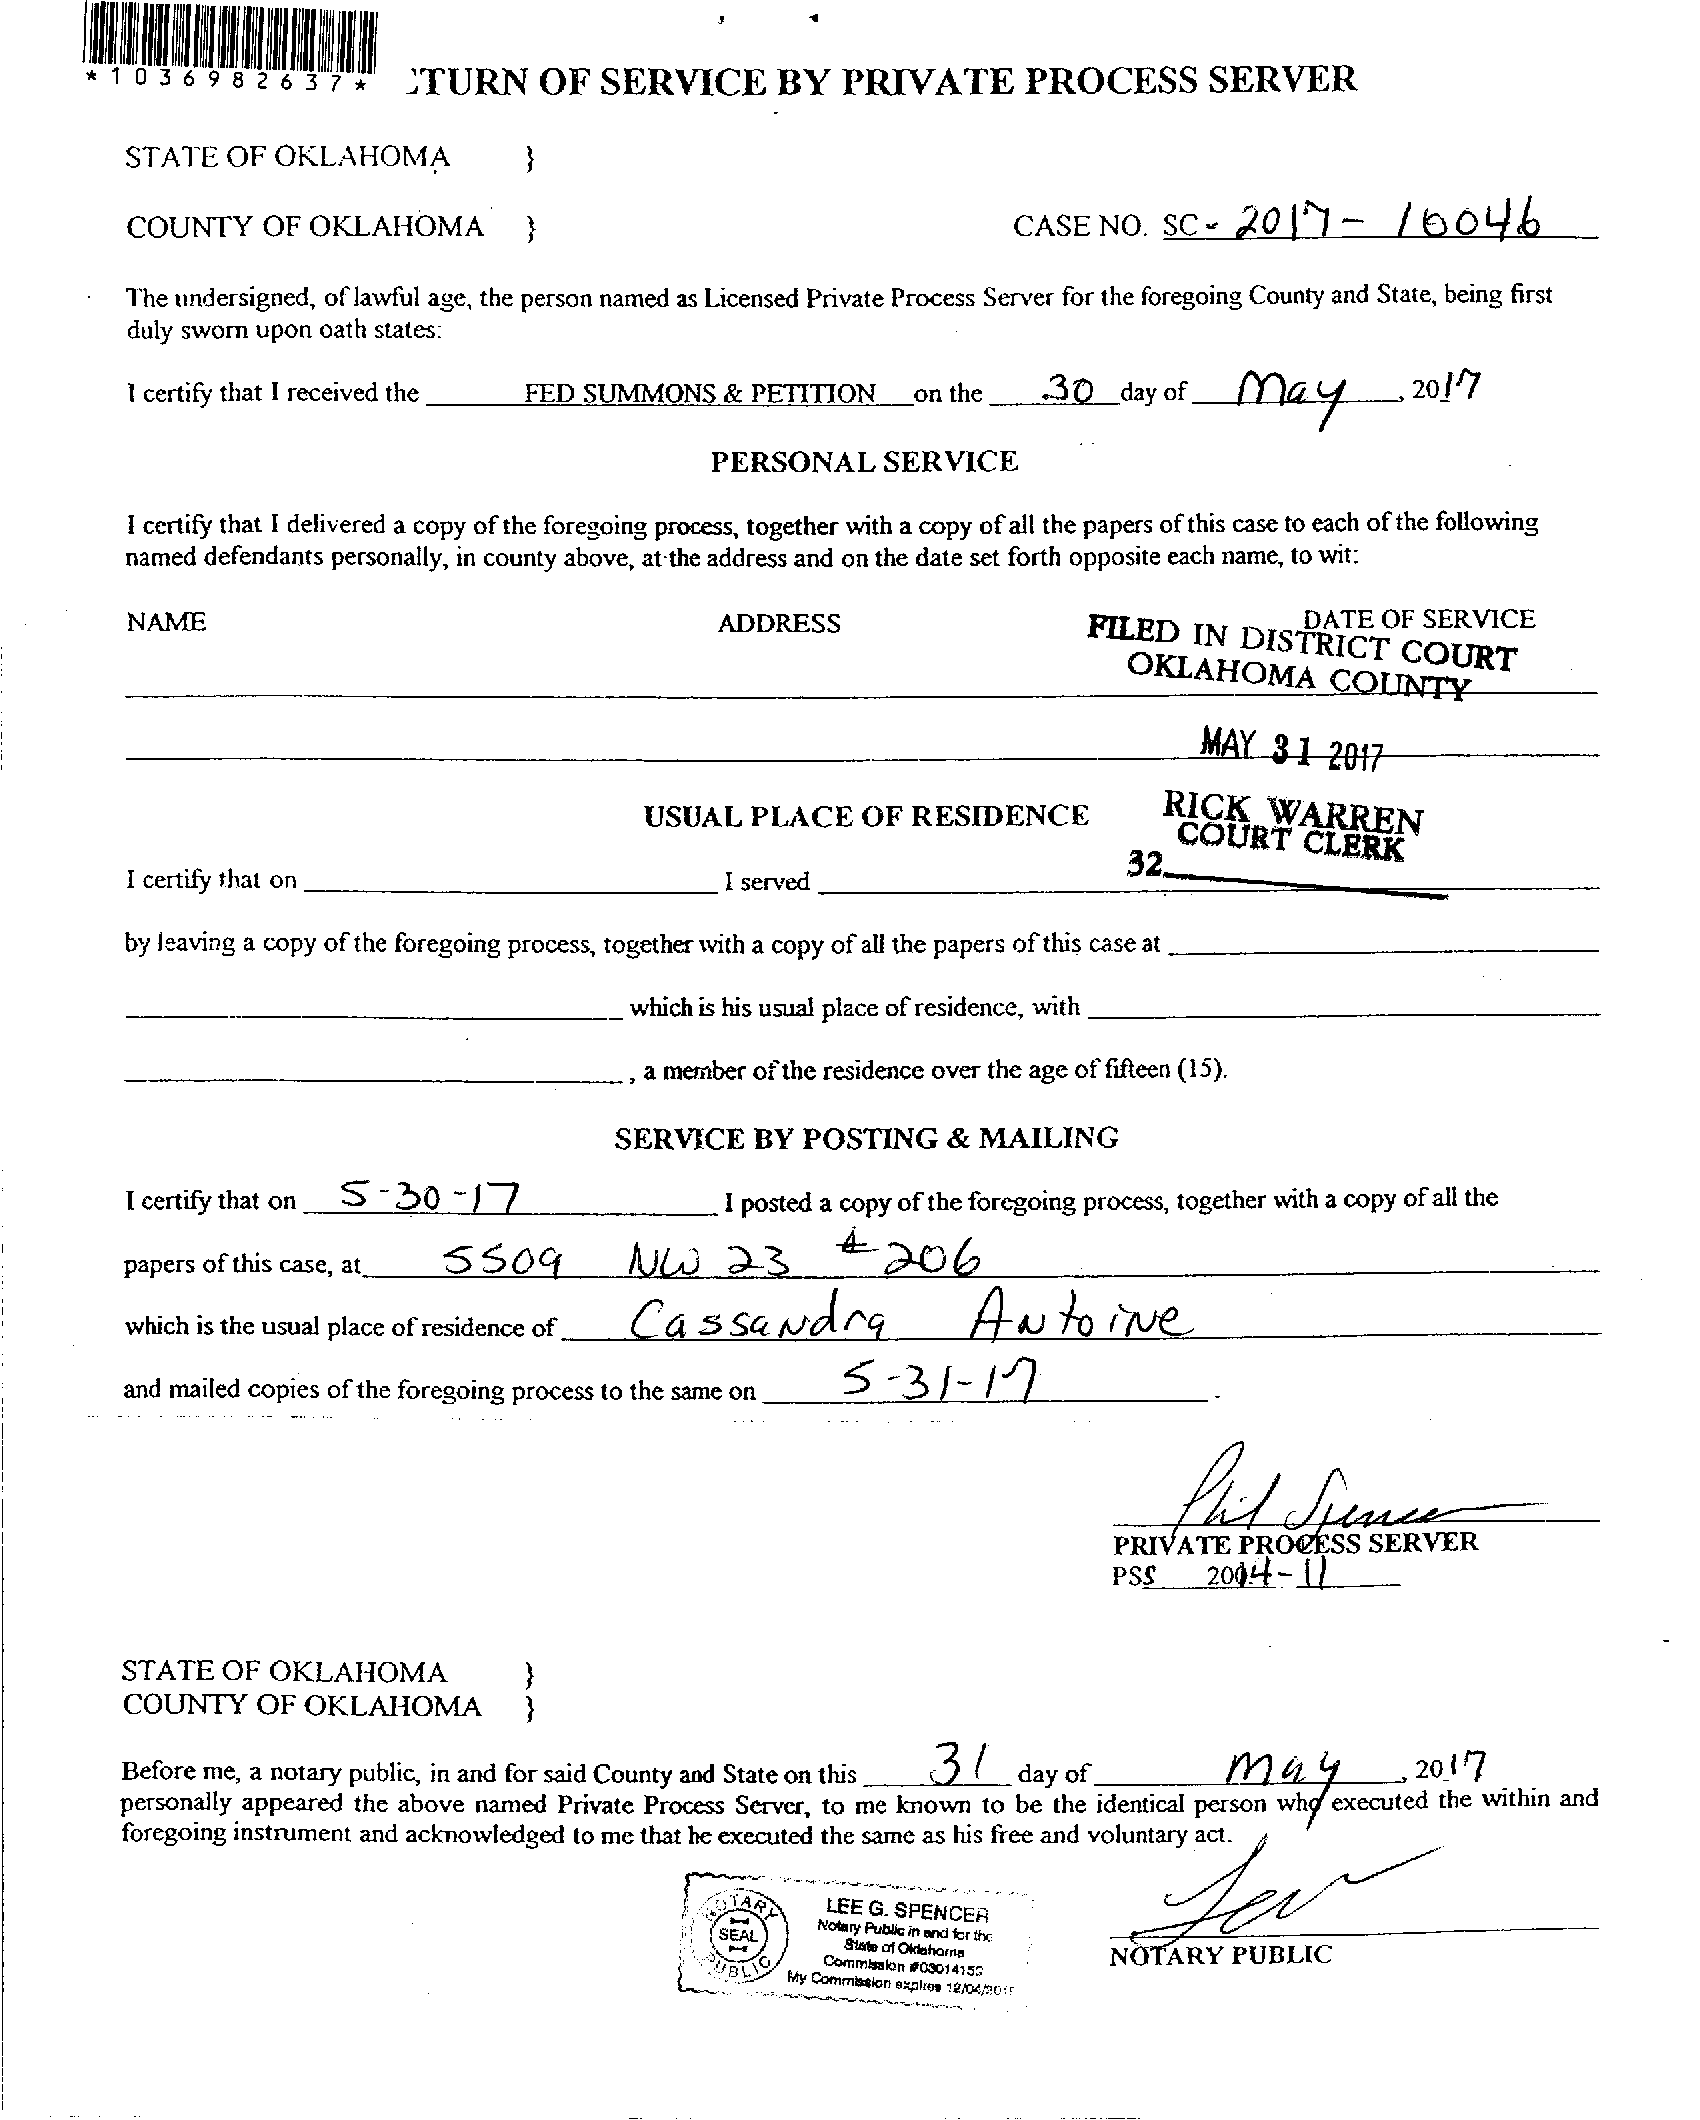 *1036982637*
:TURN OF SERVICE BY PRIVATE PROCESS SERVER
STATE OF OKLAHOMA }
COUNTY OF OKLAHOMA } CASE NO. SC - 2017 - 10046
The undersigned, of lawful age, the person named as Licensed Private Process Server for the foregoing County and State, being first
duly sworn upon oath states:
I certify that I received the FED SUMMONS & PETITION on the 30 day of May, 2017
PERSONAL SERVICE
I certify that I delivered a copy of the foregoing process, together with a copy of all the papers of this case to each of the following
named defendants personally, in county above, at the address and on the date set forth opposite each name, to wit:
NAME ADDRESS DATE OF SERVICE
FILED IN DISTRICT COURT
OKLAHOMA COUNTY
MAY 31 2017
RICK WARREN
COURT CLERK
32
USUAL PLACE OF RESIDENCE
I certify that on I served
by leaving a copy of the foregoing process, together with a copy of all the papers of this case at
which is his usual place of residence, with
, a member of the residence over the age of fifteen (15).
SERVICE BY POSTING & MAILING
I certify that on 5-30-17 I posted a copy of the foregoing process, together with a copy of all the
papers of this case, at 5509 NW 23 # 206
which is the usual place of residence of Cassandra Antoine
and mailed copies of the foregoing process to the same on 5-31-17.
Phil Spencer
PRIVATE PROCESS SERVER
PSS 2004-11
STATE OF OKLAHOMA }
COUNTY OF OKLAHOMA }
Before me, a notary public, in and for said County and State on this 31 day of May, 2017
personally appeared the above named Private Process Server, to me known to be the identical person who executed the within and
foregoing instrument and acknowledged to me that he executed the same as his free and voluntary act.
NOTARY PUBLIC
SEAL
LEE G. SPENCER
Notary Public in and for the
State of Oklahoma
Commission
My Commission expires
NOTARY PUBLIC